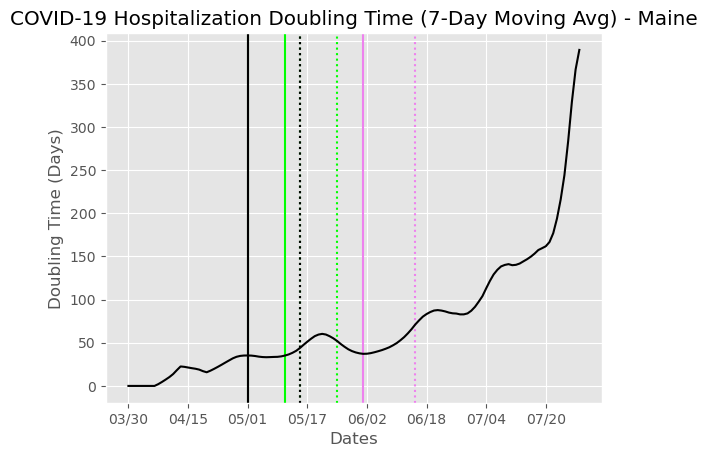 COVID-19 Hospitalization Doubling Time (7-Day Moving Avg) - Maine
400
350
300
250
200
150
100
50
0
Doubling Time (Days)
03/30 04/15 05/01 05/17 06/02 06/18 07/04 07/20
Dates